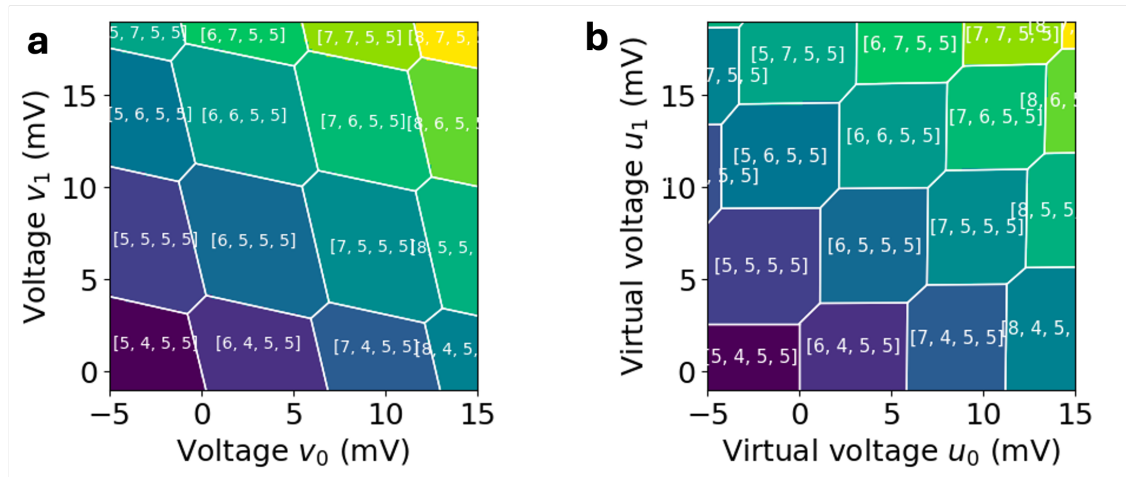 a
5, 7, 5, 5]
[6, 7, 5, 5]
[7, 7, 5, 5]
[8, 7, 5,
[5, 6, 5, 5]
[6, 6, 5, 5]
[7, 6, 5, 5]
[8, 6, 5,
[5, 5, 5, 5]
[6, 5, 5, 5]
[7, 5, 5, 5]
[8, 5, 5,
[5, 4, 5, 5]
[6, 4, 5, 5]
[7, 4, 5, 5]
[8, 4, 5,
15
10
5
0
−5
0
5
10
15
Voltage v0 (mV)
Voltage v1 (mV)
b
[5, 7, 5, 5]
[6, 7, 5, 5]
[7, 7, 5, 5]
[8,
7, 5, 5]
[5, 6, 5, 5]
[6, 6, 5, 5]
[7, 6, 5, 5]
[8, 6, 5,
5, 5]
[5, 5, 5, 5]
[6, 5, 5, 5]
[7, 5, 5, 5]
[8, 5, 5,
[5, 4, 5, 5]
[6, 4, 5, 5]
[7, 4, 5, 5]
[8, 4, 5,
15
10
5
0
−5
0
5
10
15
Virtual voltage u0 (mV)
Virtual voltage u1 (mV)